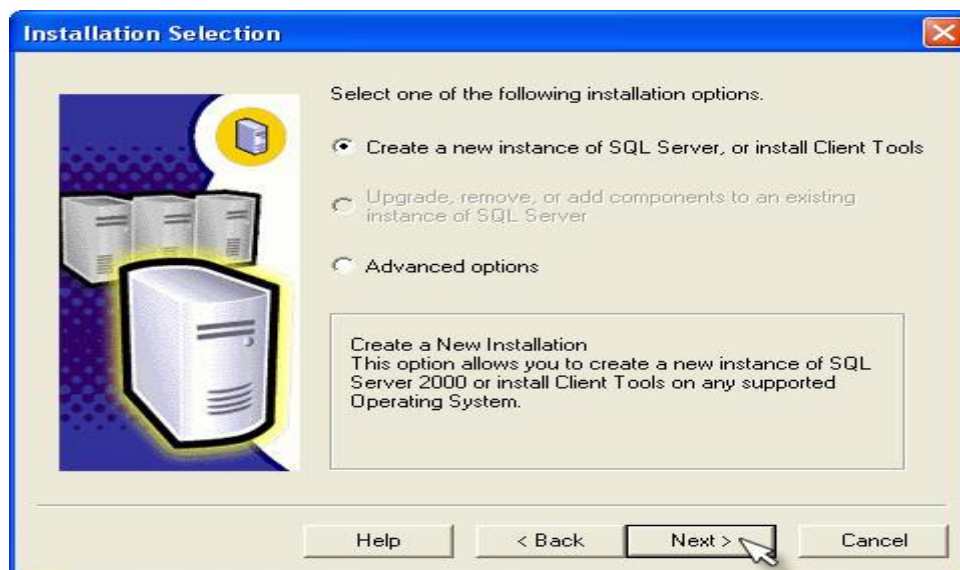 Installation Selection
Select one of the following installation options.
Create a new instance of SQL Server, or install Client Tools
Upgrade, remove, or add components to an existing
instance of SQL Server
Advanced options
Create a New Installation
This option allows you to create a new instance of SQL
Server 2000 or install Client Tools on any supported
Operating System.
Help
< Back
Next >
Cancel